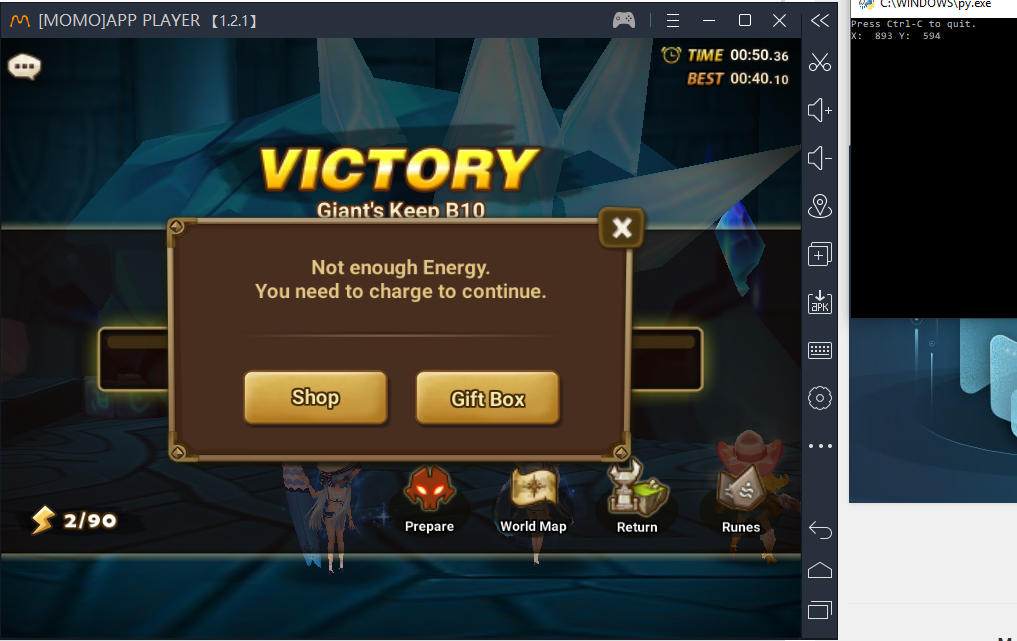 [MOMO]APP PLAYER 【1.2.1】
C:\WINDOWS\py.exe
Press Ctrl-C to quit.
X: 893 Y: 594
TIME 00:50.36
BEST 00:40.10
VICTORY
Giant's Keep B10
Not enough Energy.
You need to charge to continue.
APK
Shop
Gift Box
2/90
Prepare
World Map
Return
Runes